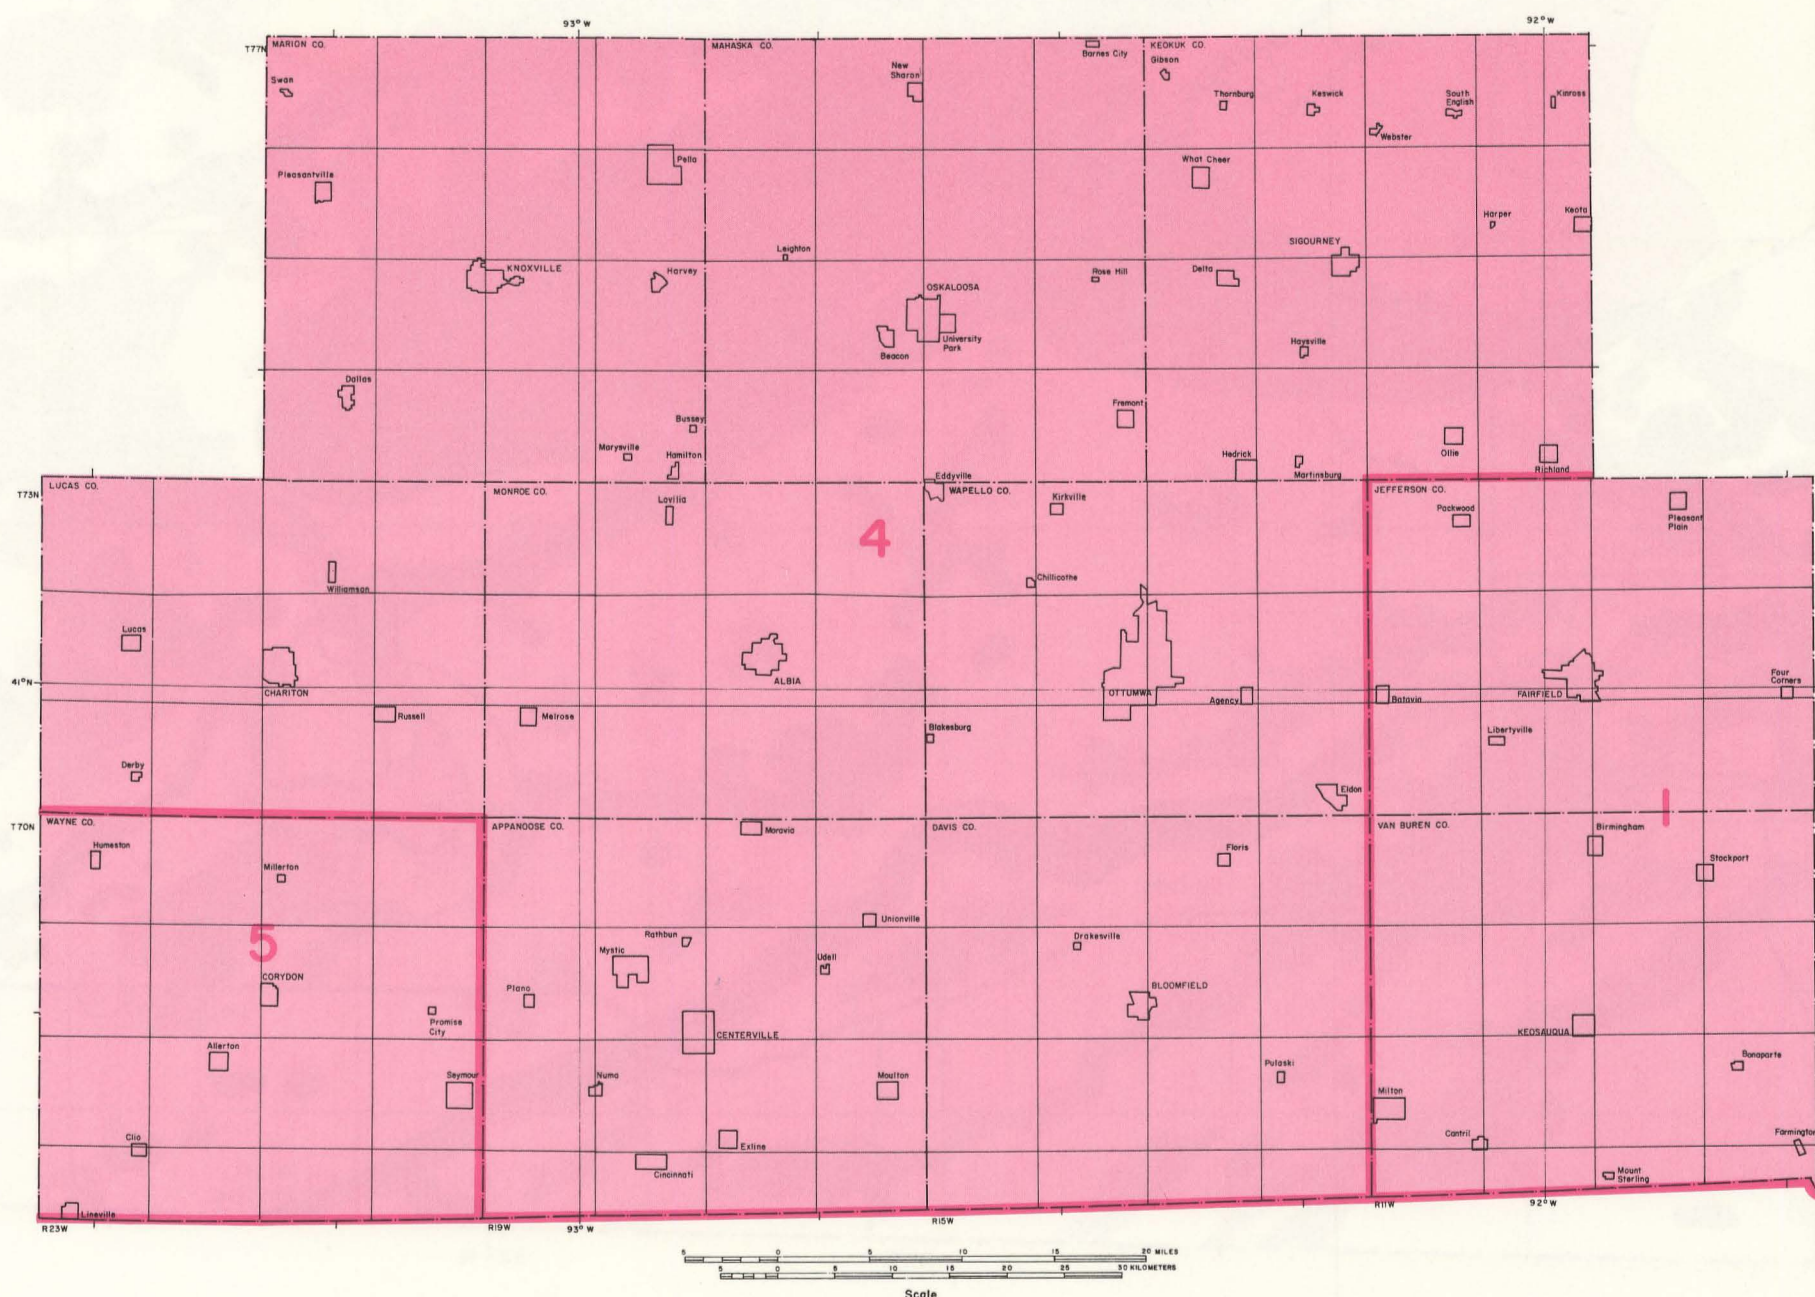 93° W
92° W
T77N
MARION CO.
MAHASKA CO.
KEOKUK CO.
Barnes City
Gibson
Swan
New
Sharon
Thornburg
Keswick
South
English
Kinross
Webster
Pella
What Cheer
Pleasantville
Harper
Keota
SIGOURNEY
Leighton
KNOXVILLE
Harvey
Rose Hill
Delta
OSKALOOSA
University
Park
Beacon
Haysville
Dallas
Bussey
Fremont
Marysville
Hamilton
Hedrick
Martinsburg
Ollie
Richland
Eddyville
LUCAS CO.
T73N
MONROE CO.
WAPELLO CO.
JEFFERSON CO.
Lovilia
Kirkville
Packwood
Pleasant
Plain
4
Williamson
Chillicothe
Lucas
41°N
CHARITON
ALBIA
OTTUMWA
Agency
Batavia
FAIRFIELD
Four
Corners
Russell
Melrose
Blakesburg
Libertyville
Derby
Eldon
1
T70N
WAYNE CO.
APPANOOSE CO.
Moravia
DAVIS CO.
VAN BUREN CO.
Birmingham
Humeston
Millerton
Floris
Stockport
5
Unionville
Rathbun
Mystic
Udell
Drakesville
CORYDON
Plano
BLOOMFIELD
Promise
City
CENTERVILLE
KEOSAUQUA
Allerton
Seymour
Numa
Moulton
Pulaski
Bonaparte
Milton
Clio
Exline
Cantril
Farmington
Cincinnati
Mount
Sterling
Lineville
R23W
R19W
93° W
R15W
R11W
92°W
5 0 5 10 15 20 MILES
5 0 5 10 15 20 25 30 KILOMETERS
Scale